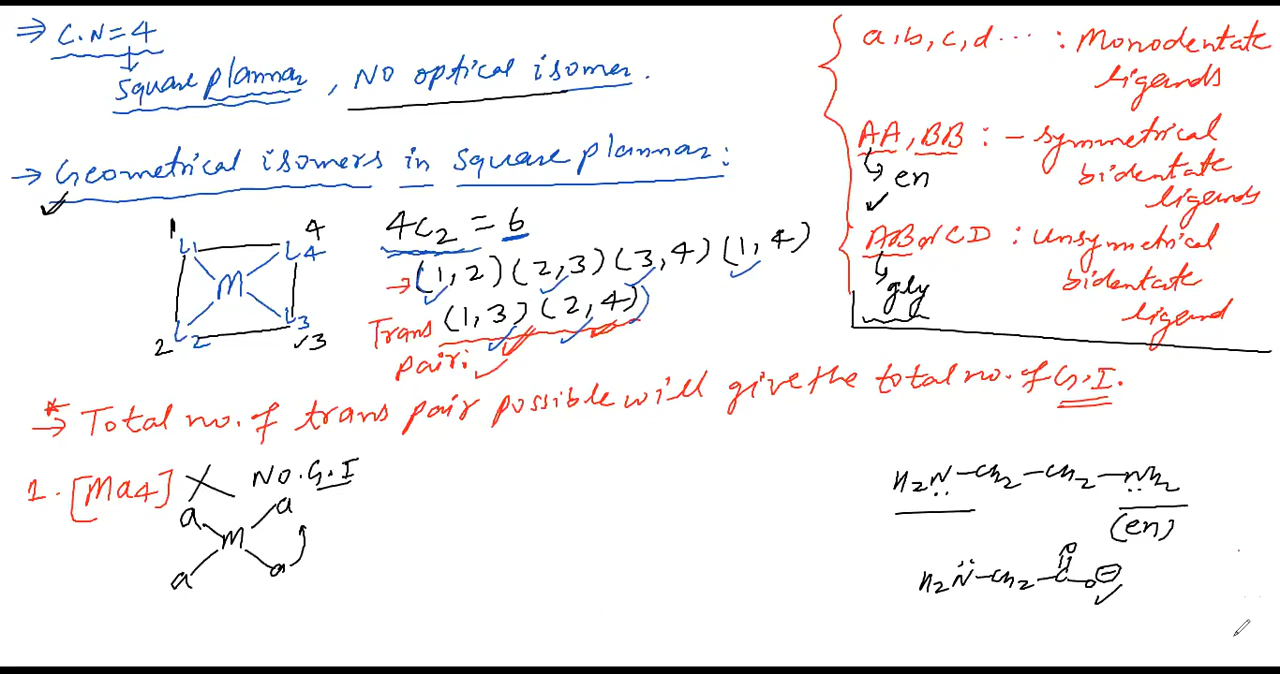 ⇒ C.N=4
Square plannar, NO optical isomer.
→ Geometrical isomers in square plannar:
1 4
L1 L4
M
L2 L3
2 3
4C2 = 6
→ (1,2) (2,3) (3,4) (1,4)
Trans (1,3) (2,4)
pair:
* → Total no. of trans pair possible will give the total no. of G.I.
1. [Ma4] X NO. G.I
a a
M
a a
a, b, c, d ... : Monodentate
ligands
AA, BB : - symmetrical
bidentate
ligands
en
AB or CD : Unsymmetrical
bidentate
ligand
gly
H2N-CH2-CH2-NH2
(en)
O
H2N-CH2-C-O⊖